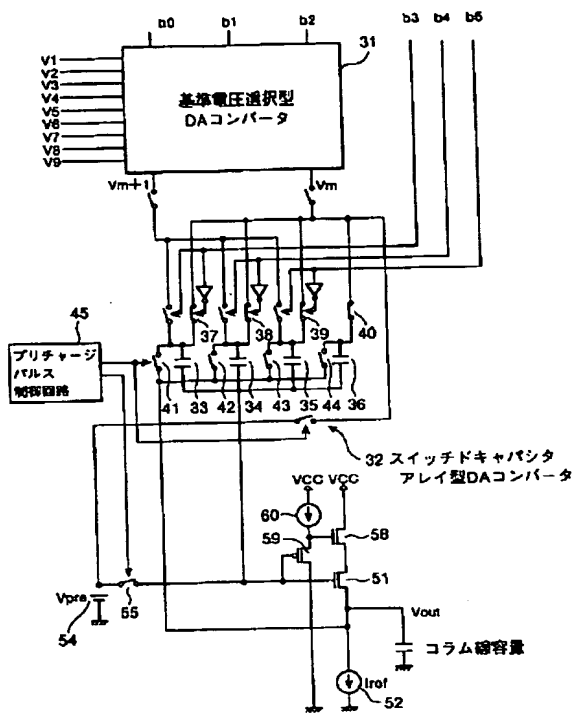 b0 b1 b2 b3 b4 b5
31
V1
V2
V3
V4
V5
V6
V7
V8
V9
基準電圧選択型
DAコンバータ
Vm+1 Vm
45
プリチャージ
パルス
制御回路
37 38 39 40
41 33 42 34 43 35 44 36
32 スイッチドキャパシタ
アレイ型DAコンバータ
VCC VCC
60
58
59
51
Vpre
54
55
Vout
コラム線容量
Iref
52